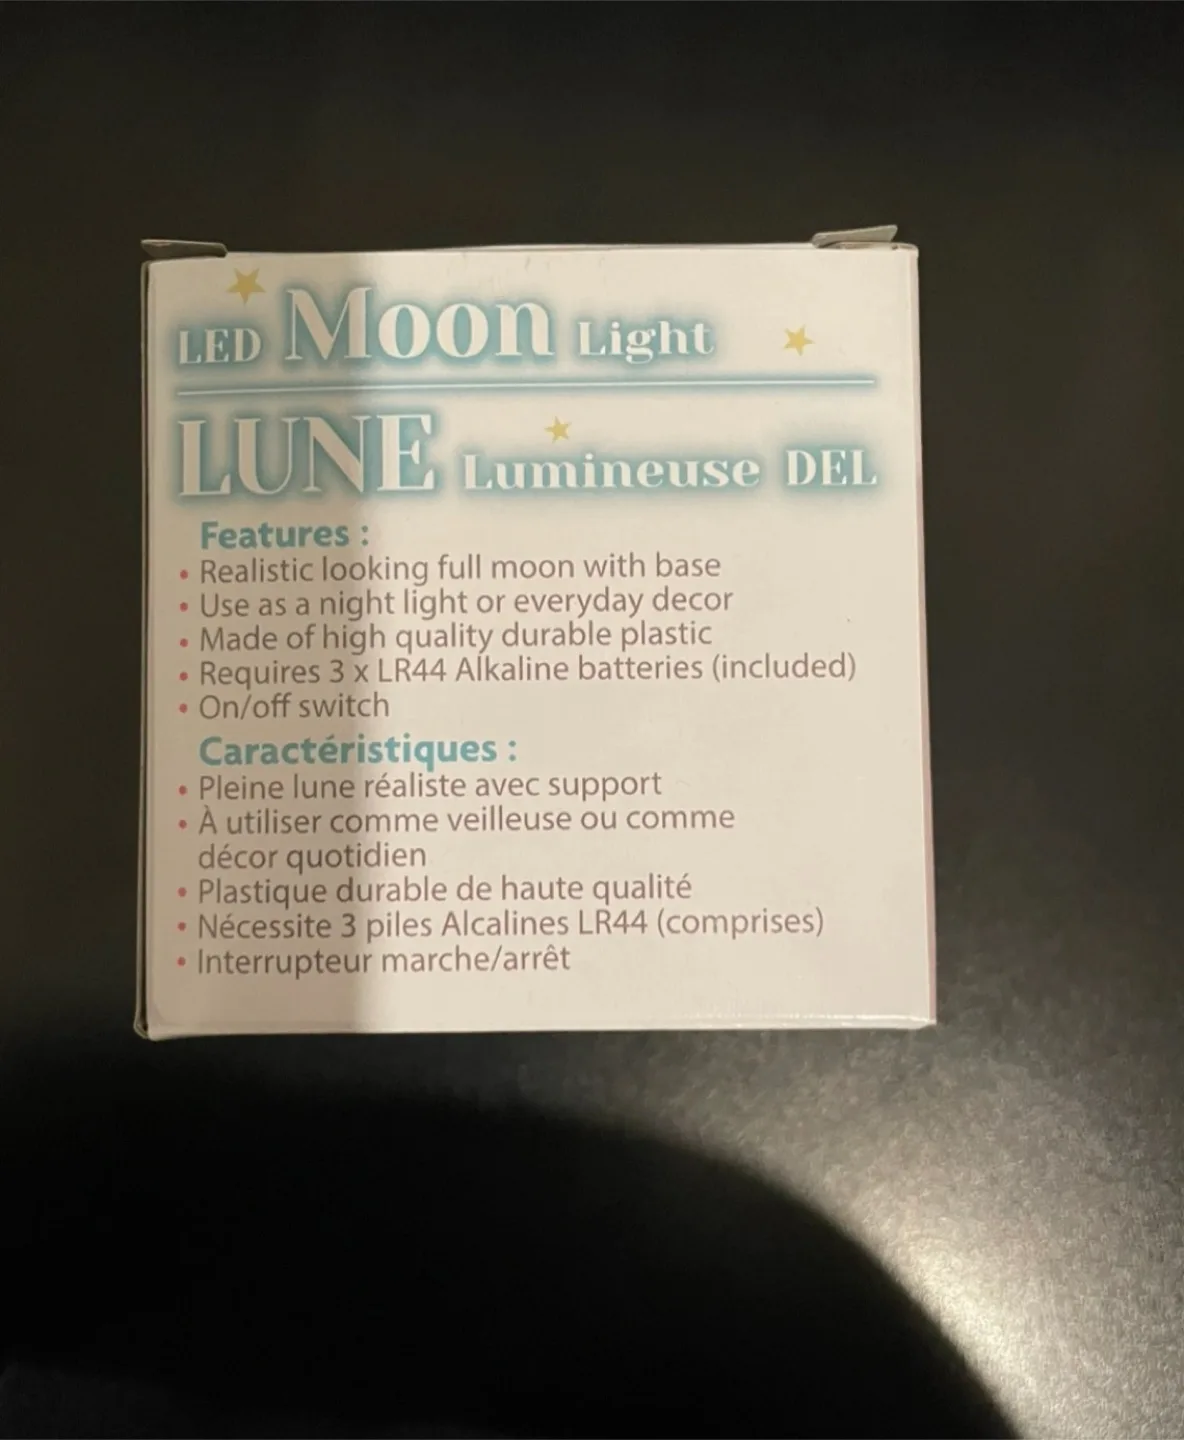 LED Moon Light
LUNE Lumineuse DEL
Features :
• Realistic looking full moon with base
• Use as a night light or everyday decor
• Made of high quality durable plastic
• Requires 3 x LR44 Alkaline batteries (included)
• On/off switch
Caractéristiques :
• Pleine lune réaliste avec support
• À utiliser comme veilleuse ou comme
décor quotidien
• Plastique durable de haute qualité
• Nécessite 3 piles Alcalines LR44 (comprises)
• Interrupteur marche/arrêt